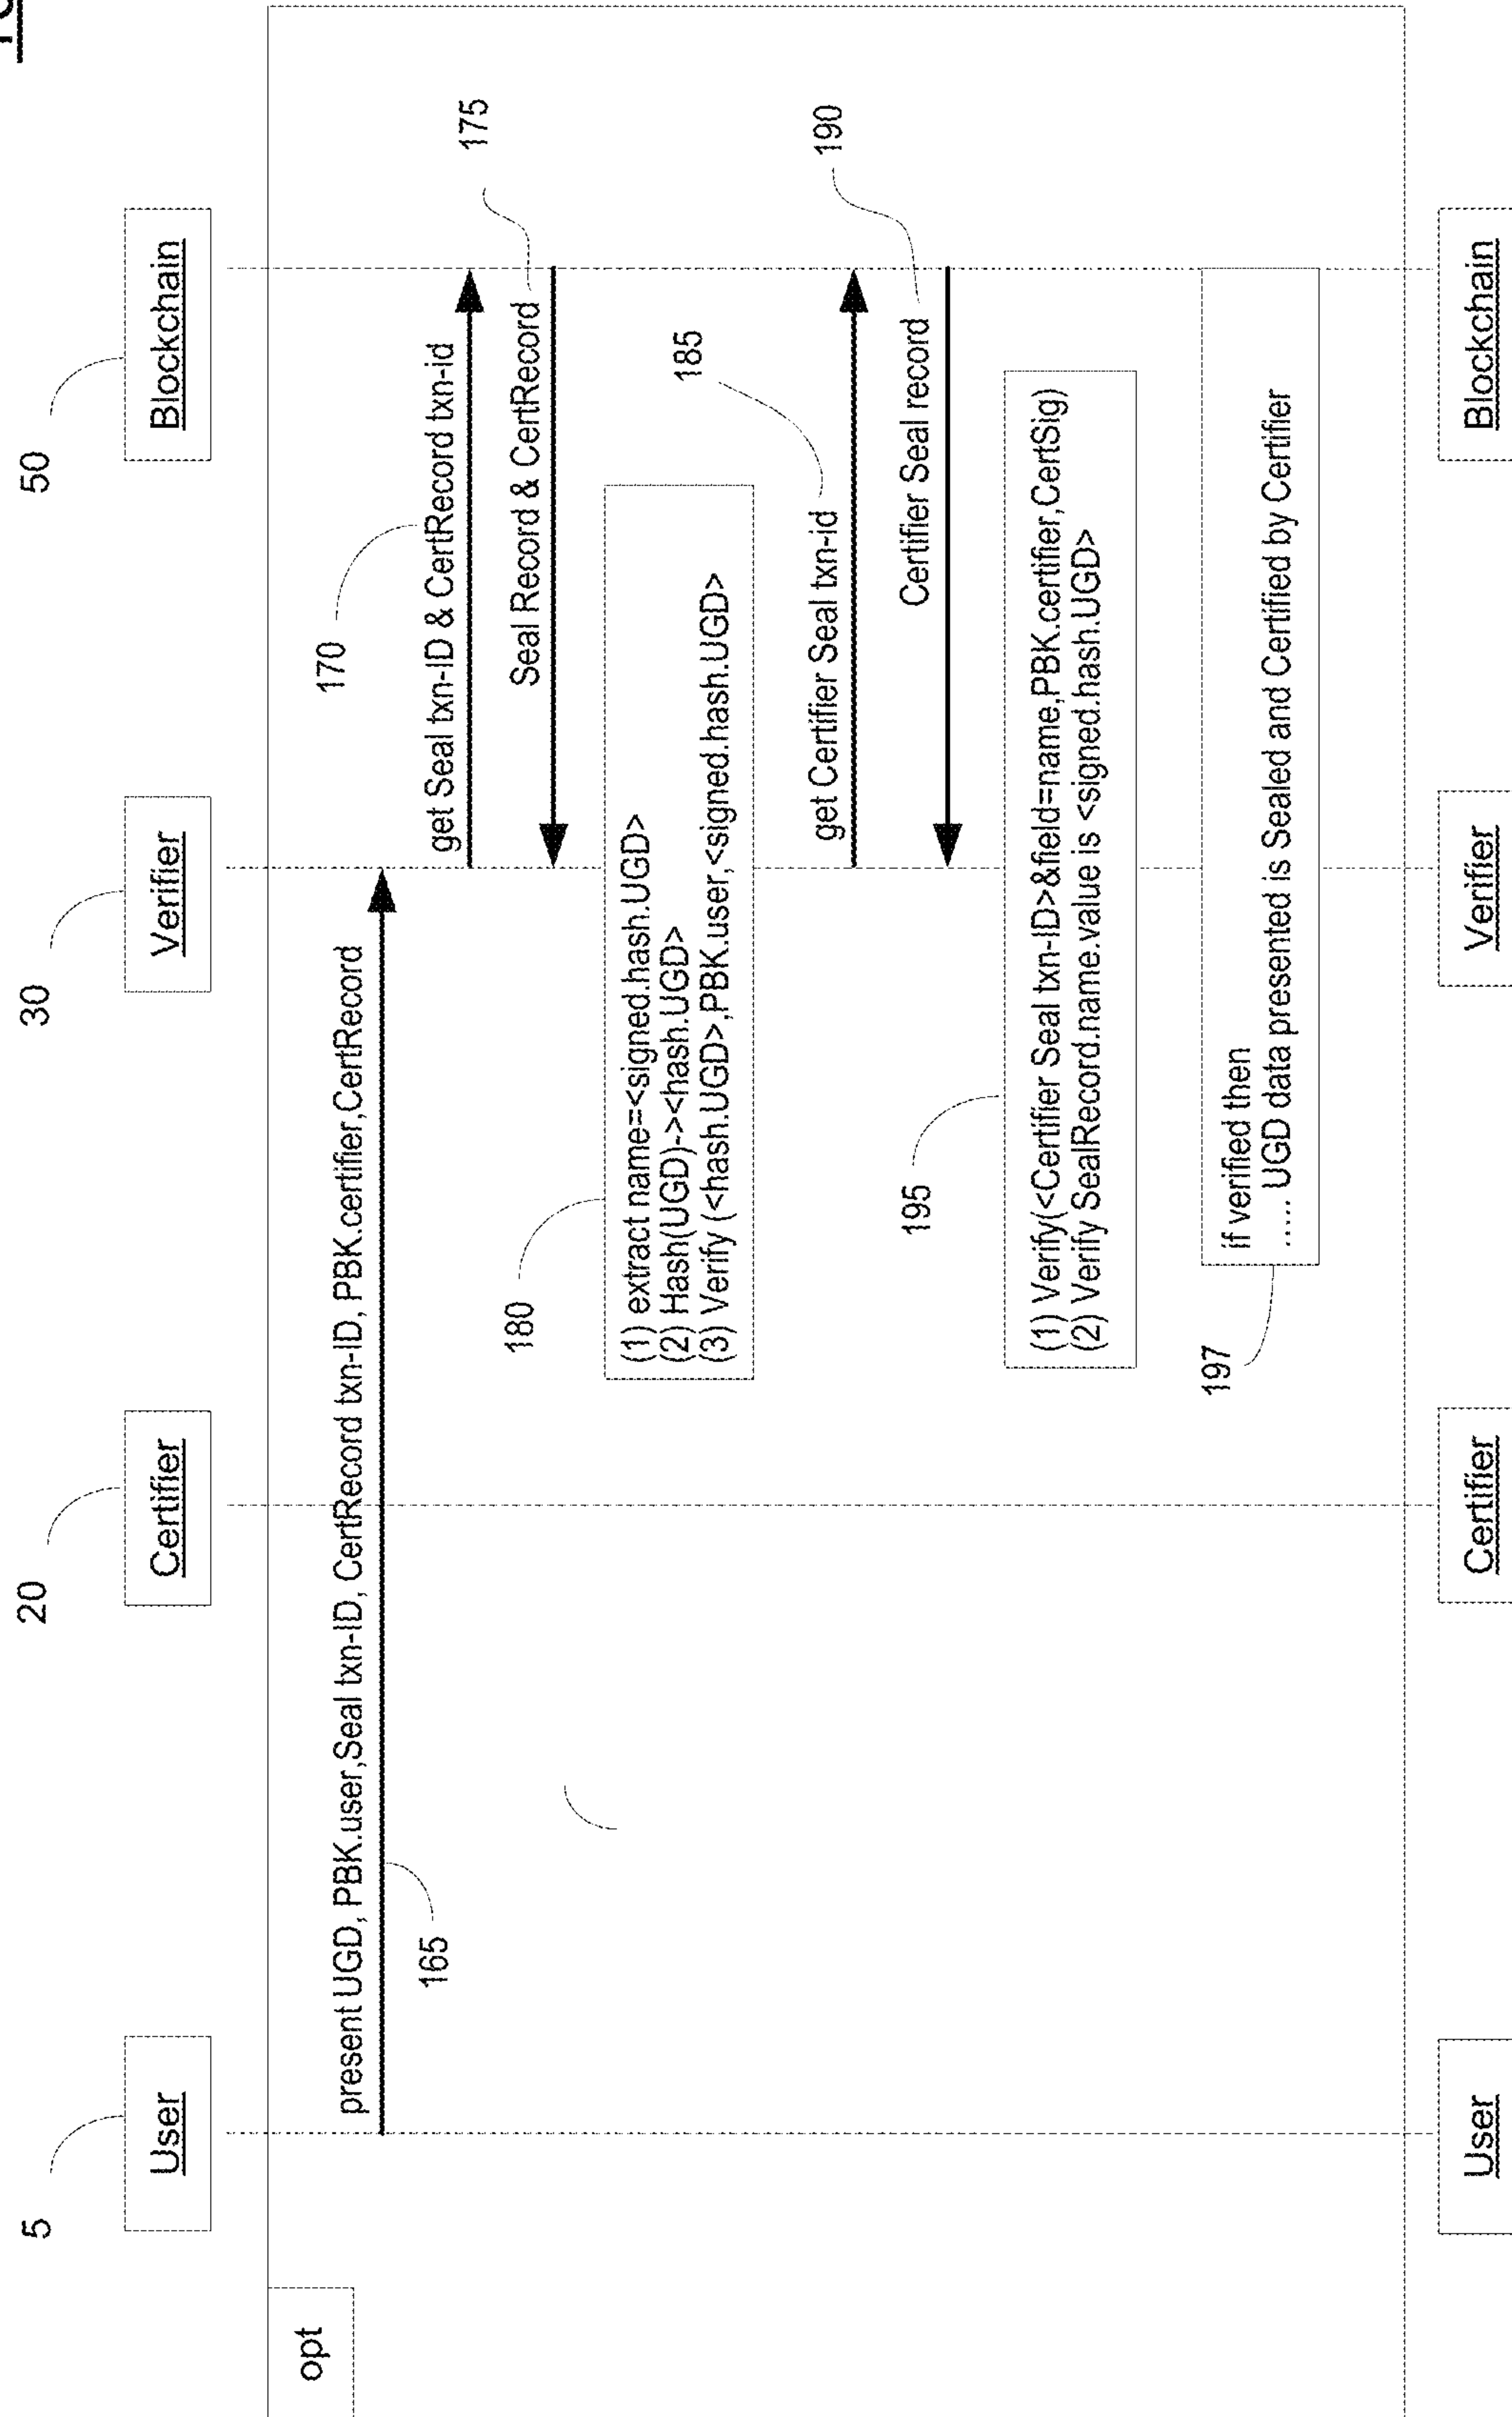 5
20
30
50
User
Certifier
Verifier
Blockchain
opt
present UGD, PBK.user,Seal txn-ID, CertRecord txn-ID, PBK.certifier,CertRecord
165
get Seal txn-ID & CertRecord txn-id
170
175
Seal Record & CertRecord
180
(1) extract name=<signed.hash.UGD>
(2) Hash(UGD)-><hash.UGD>
(3) Verify (<hash.UGD>,PBK.user,<signed.hash.UGD>
185
get Certifier Seal txn-id
190
Certifier Seal record
195
(1) Verify(<Certifier Seal txn-ID>&field=name,PBK.certifier,CertSig)
(2) Verify SealRecord.name.value is <signed.hash.UGD>
197
if verified then
..... UGD data presented is Sealed and Certified by Certifier
User
Certifier
Verifier
Blockchain